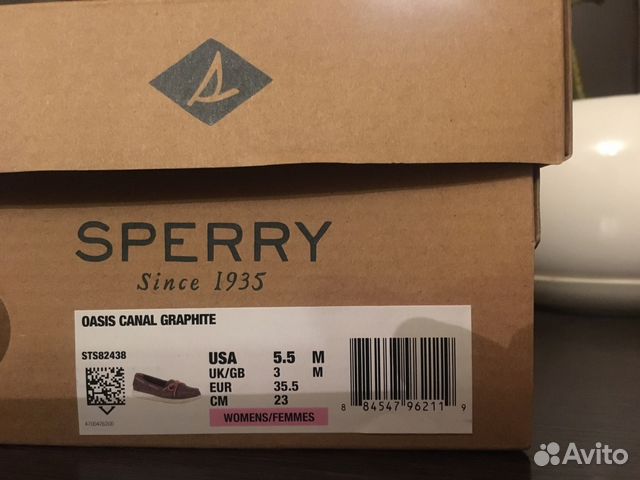 SPERRY
Since 1935
OASIS CANAL GRAPHITE
STS82438
USA 5.5 M
UK/GB 3 M
EUR 35.5
CM 23
WOMENS/FEMMES
8 84547 96211 9
Avito